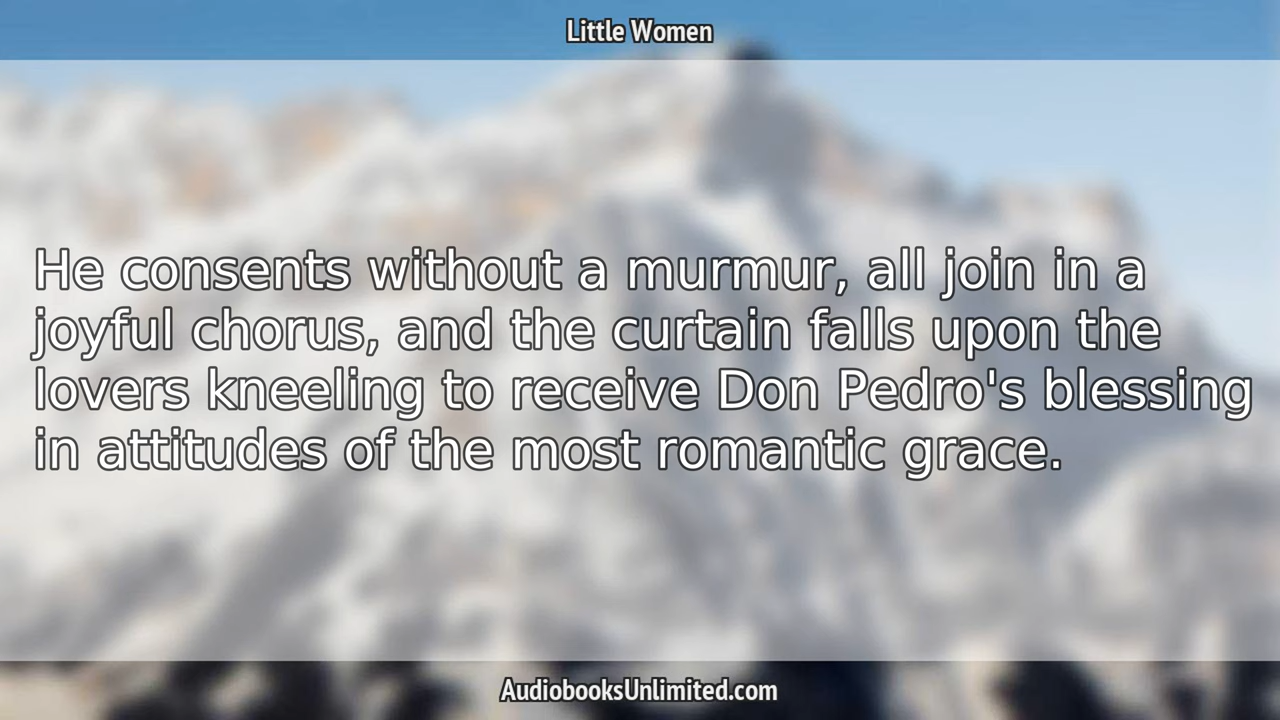 Little Women
He consents without a murmur, all join in a
joyful chorus, and the curtain falls upon the
lovers kneeling to receive Don Pedro's blessing
in attitudes of the most romantic grace.
AudiobooksUnlimited.com